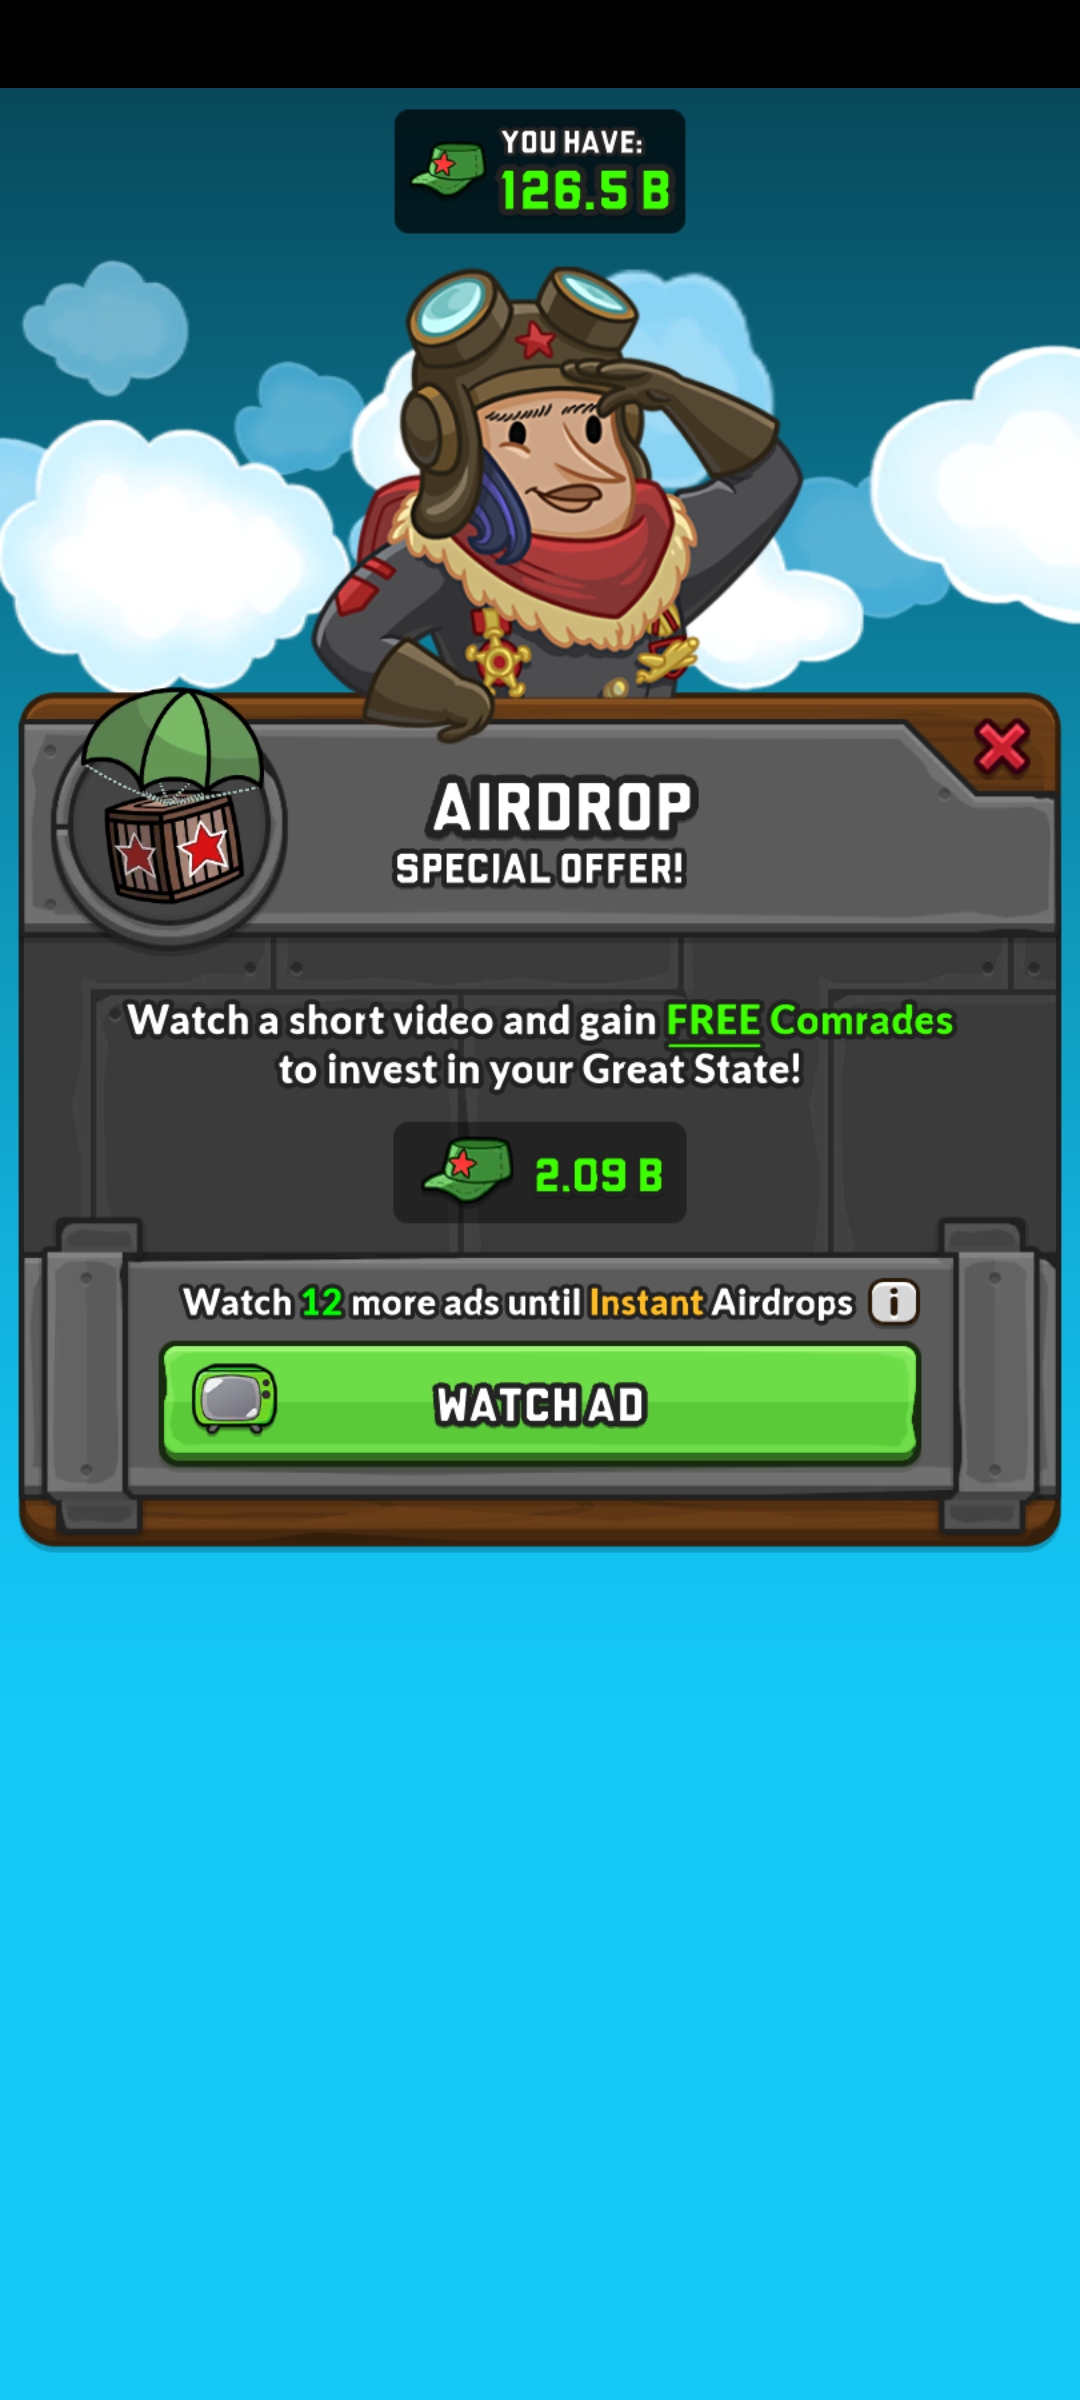 YOU HAVE:
126.5 B
AIRDROP
SPECIAL OFFER!
Watch a short video and gain FREE Comrades
to invest in your Great State!
2.09 B
Watch 12 more ads until Instant Airdrops i
WATCH AD